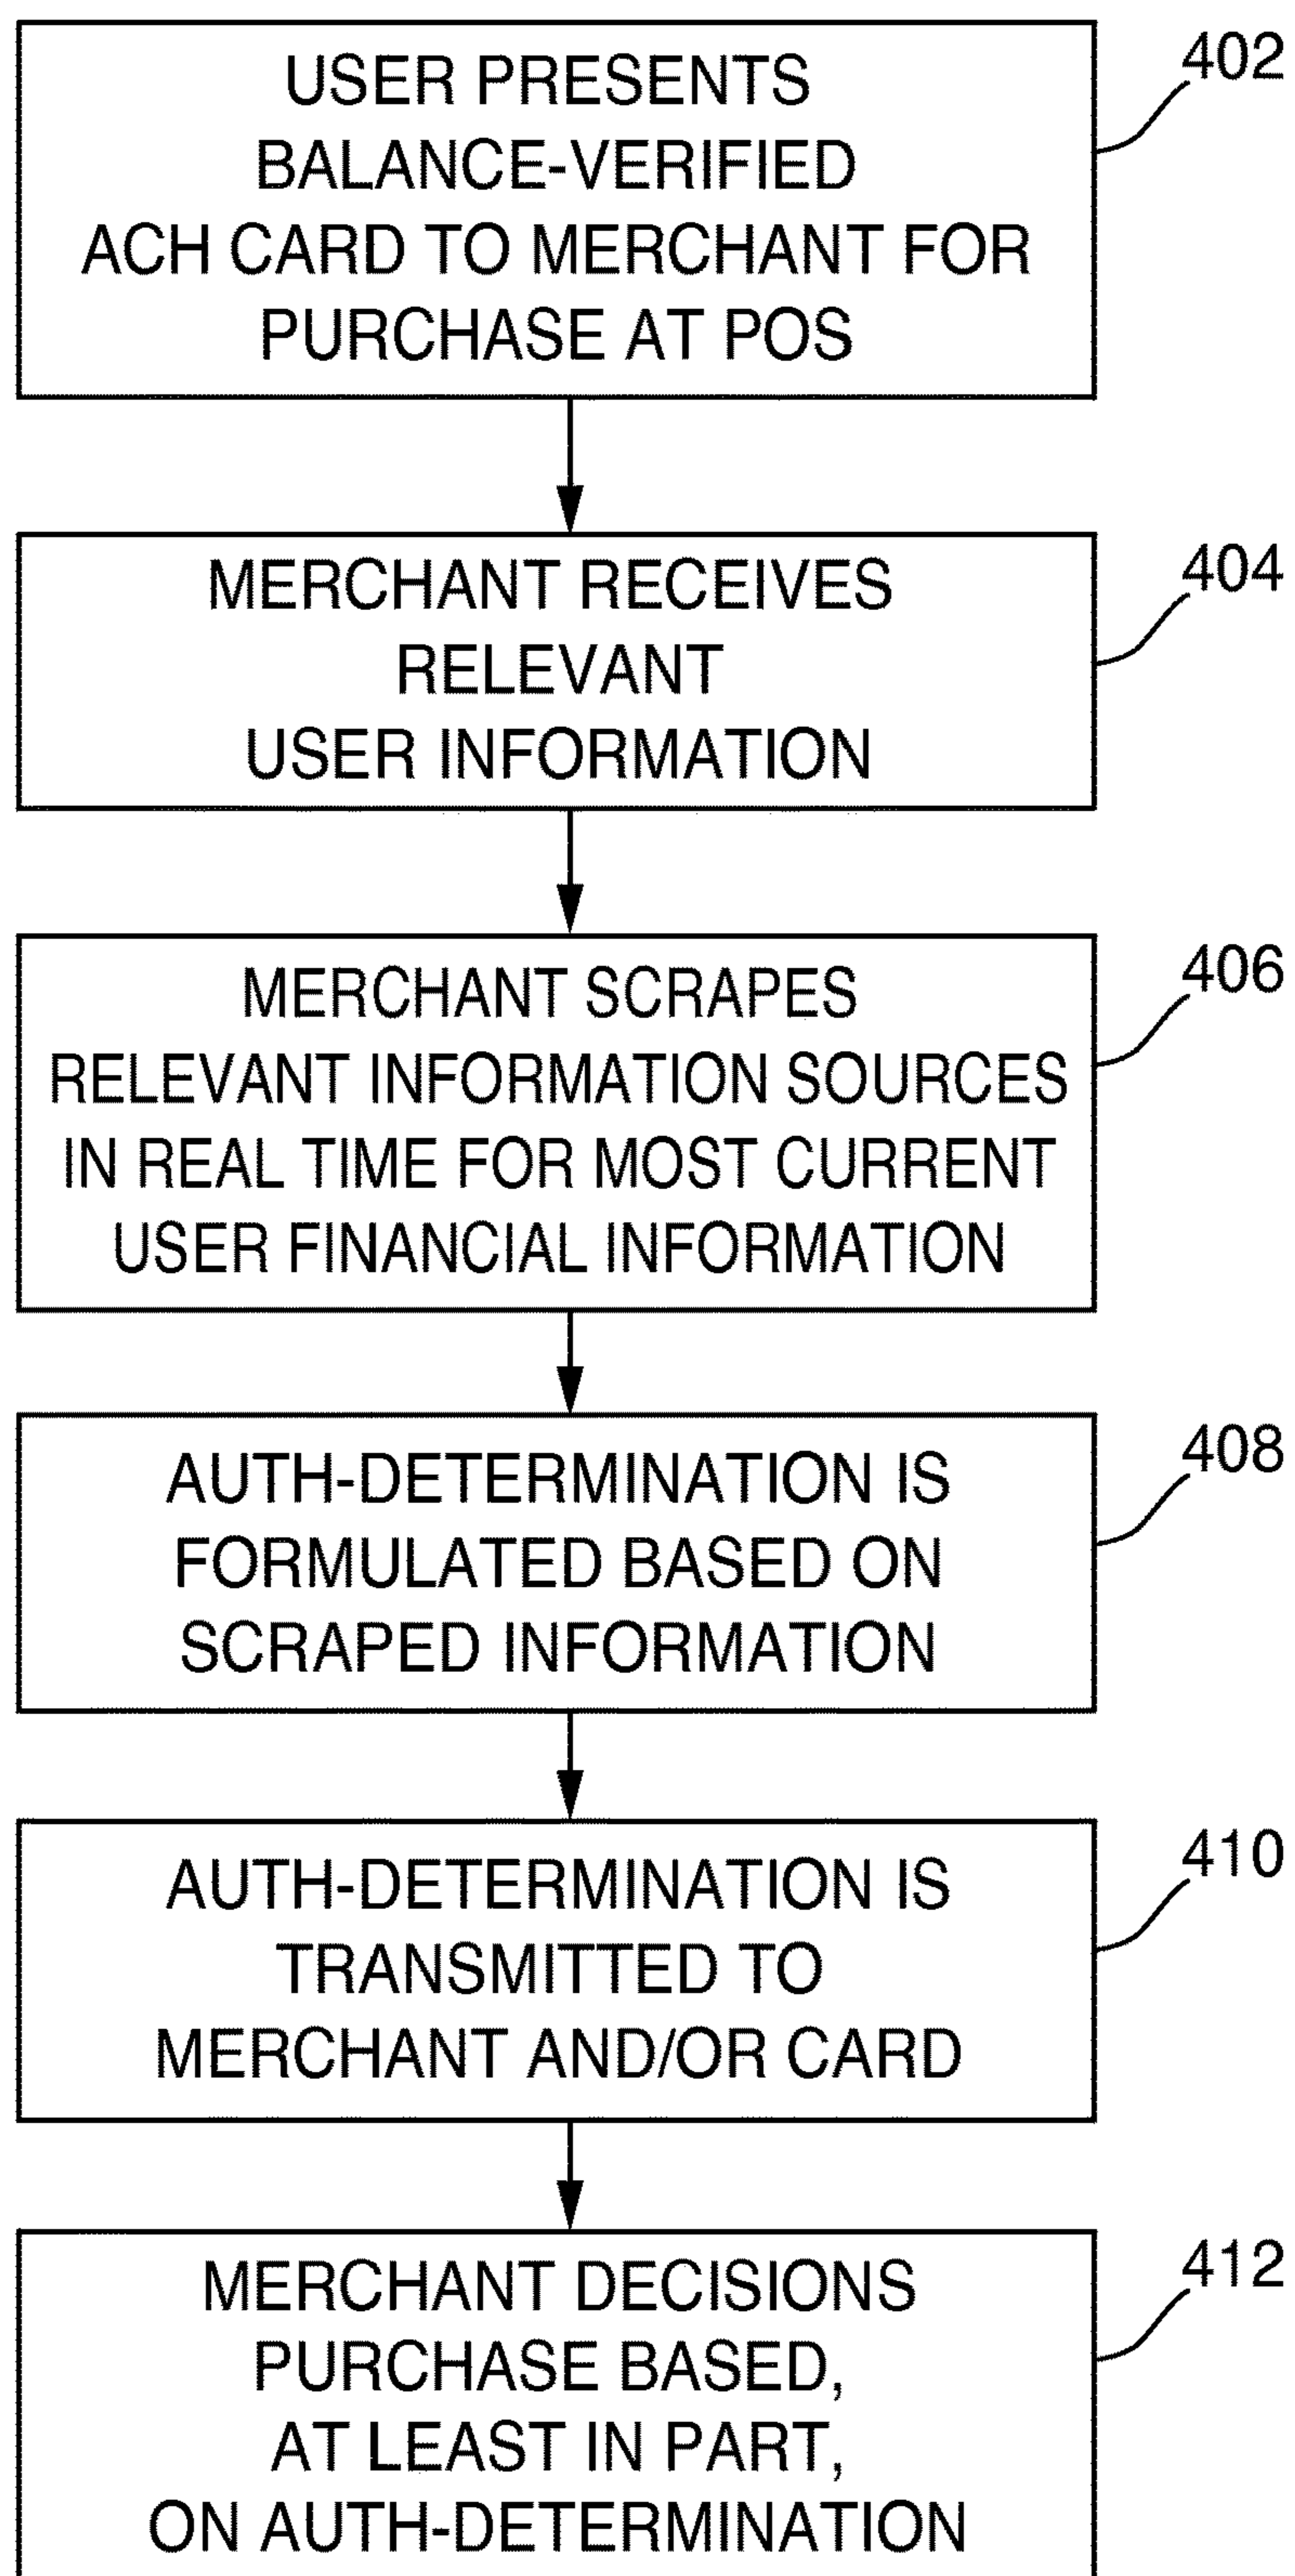 USER PRESENTS
BALANCE-VERIFIED
ACH CARD TO MERCHANT FOR
PURCHASE AT POS
402
MERCHANT RECEIVES
RELEVANT
USER INFORMATION
404
MERCHANT SCRAPES
RELEVANT INFORMATION SOURCES
IN REAL TIME FOR MOST CURRENT
USER FINANCIAL INFORMATION
406
AUTH-DETERMINATION IS
FORMULATED BASED ON
SCRAPED INFORMATION
408
AUTH-DETERMINATION IS
TRANSMITTED TO
MERCHANT AND/OR CARD
410
MERCHANT DECISIONS
PURCHASE BASED,
AT LEAST IN PART,
ON AUTH-DETERMINATION
412